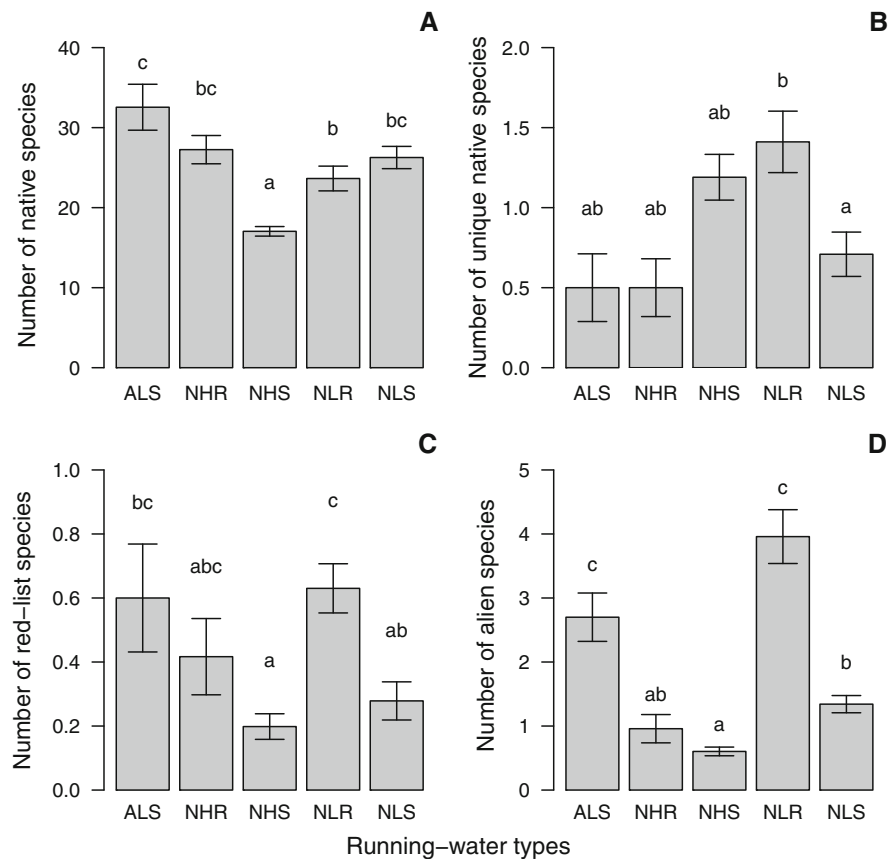 A
Number of native species
40
30
20
10
0
c
bc
a
b
bc
ALS NHR NHS NLR NLS
B
Number of unique native species
2.0
1.5
1.0
0.5
0.0
ab
ab
ab
b
a
ALS NHR NHS NLR NLS
C
Number of red−list species
1.0
0.8
0.6
0.4
0.2
0.0
bc
abc
a
c
ab
ALS NHR NHS NLR NLS
D
Number of alien species
5
4
3
2
1
0
c
ab
a
c
b
ALS NHR NHS NLR NLS
Running−water types